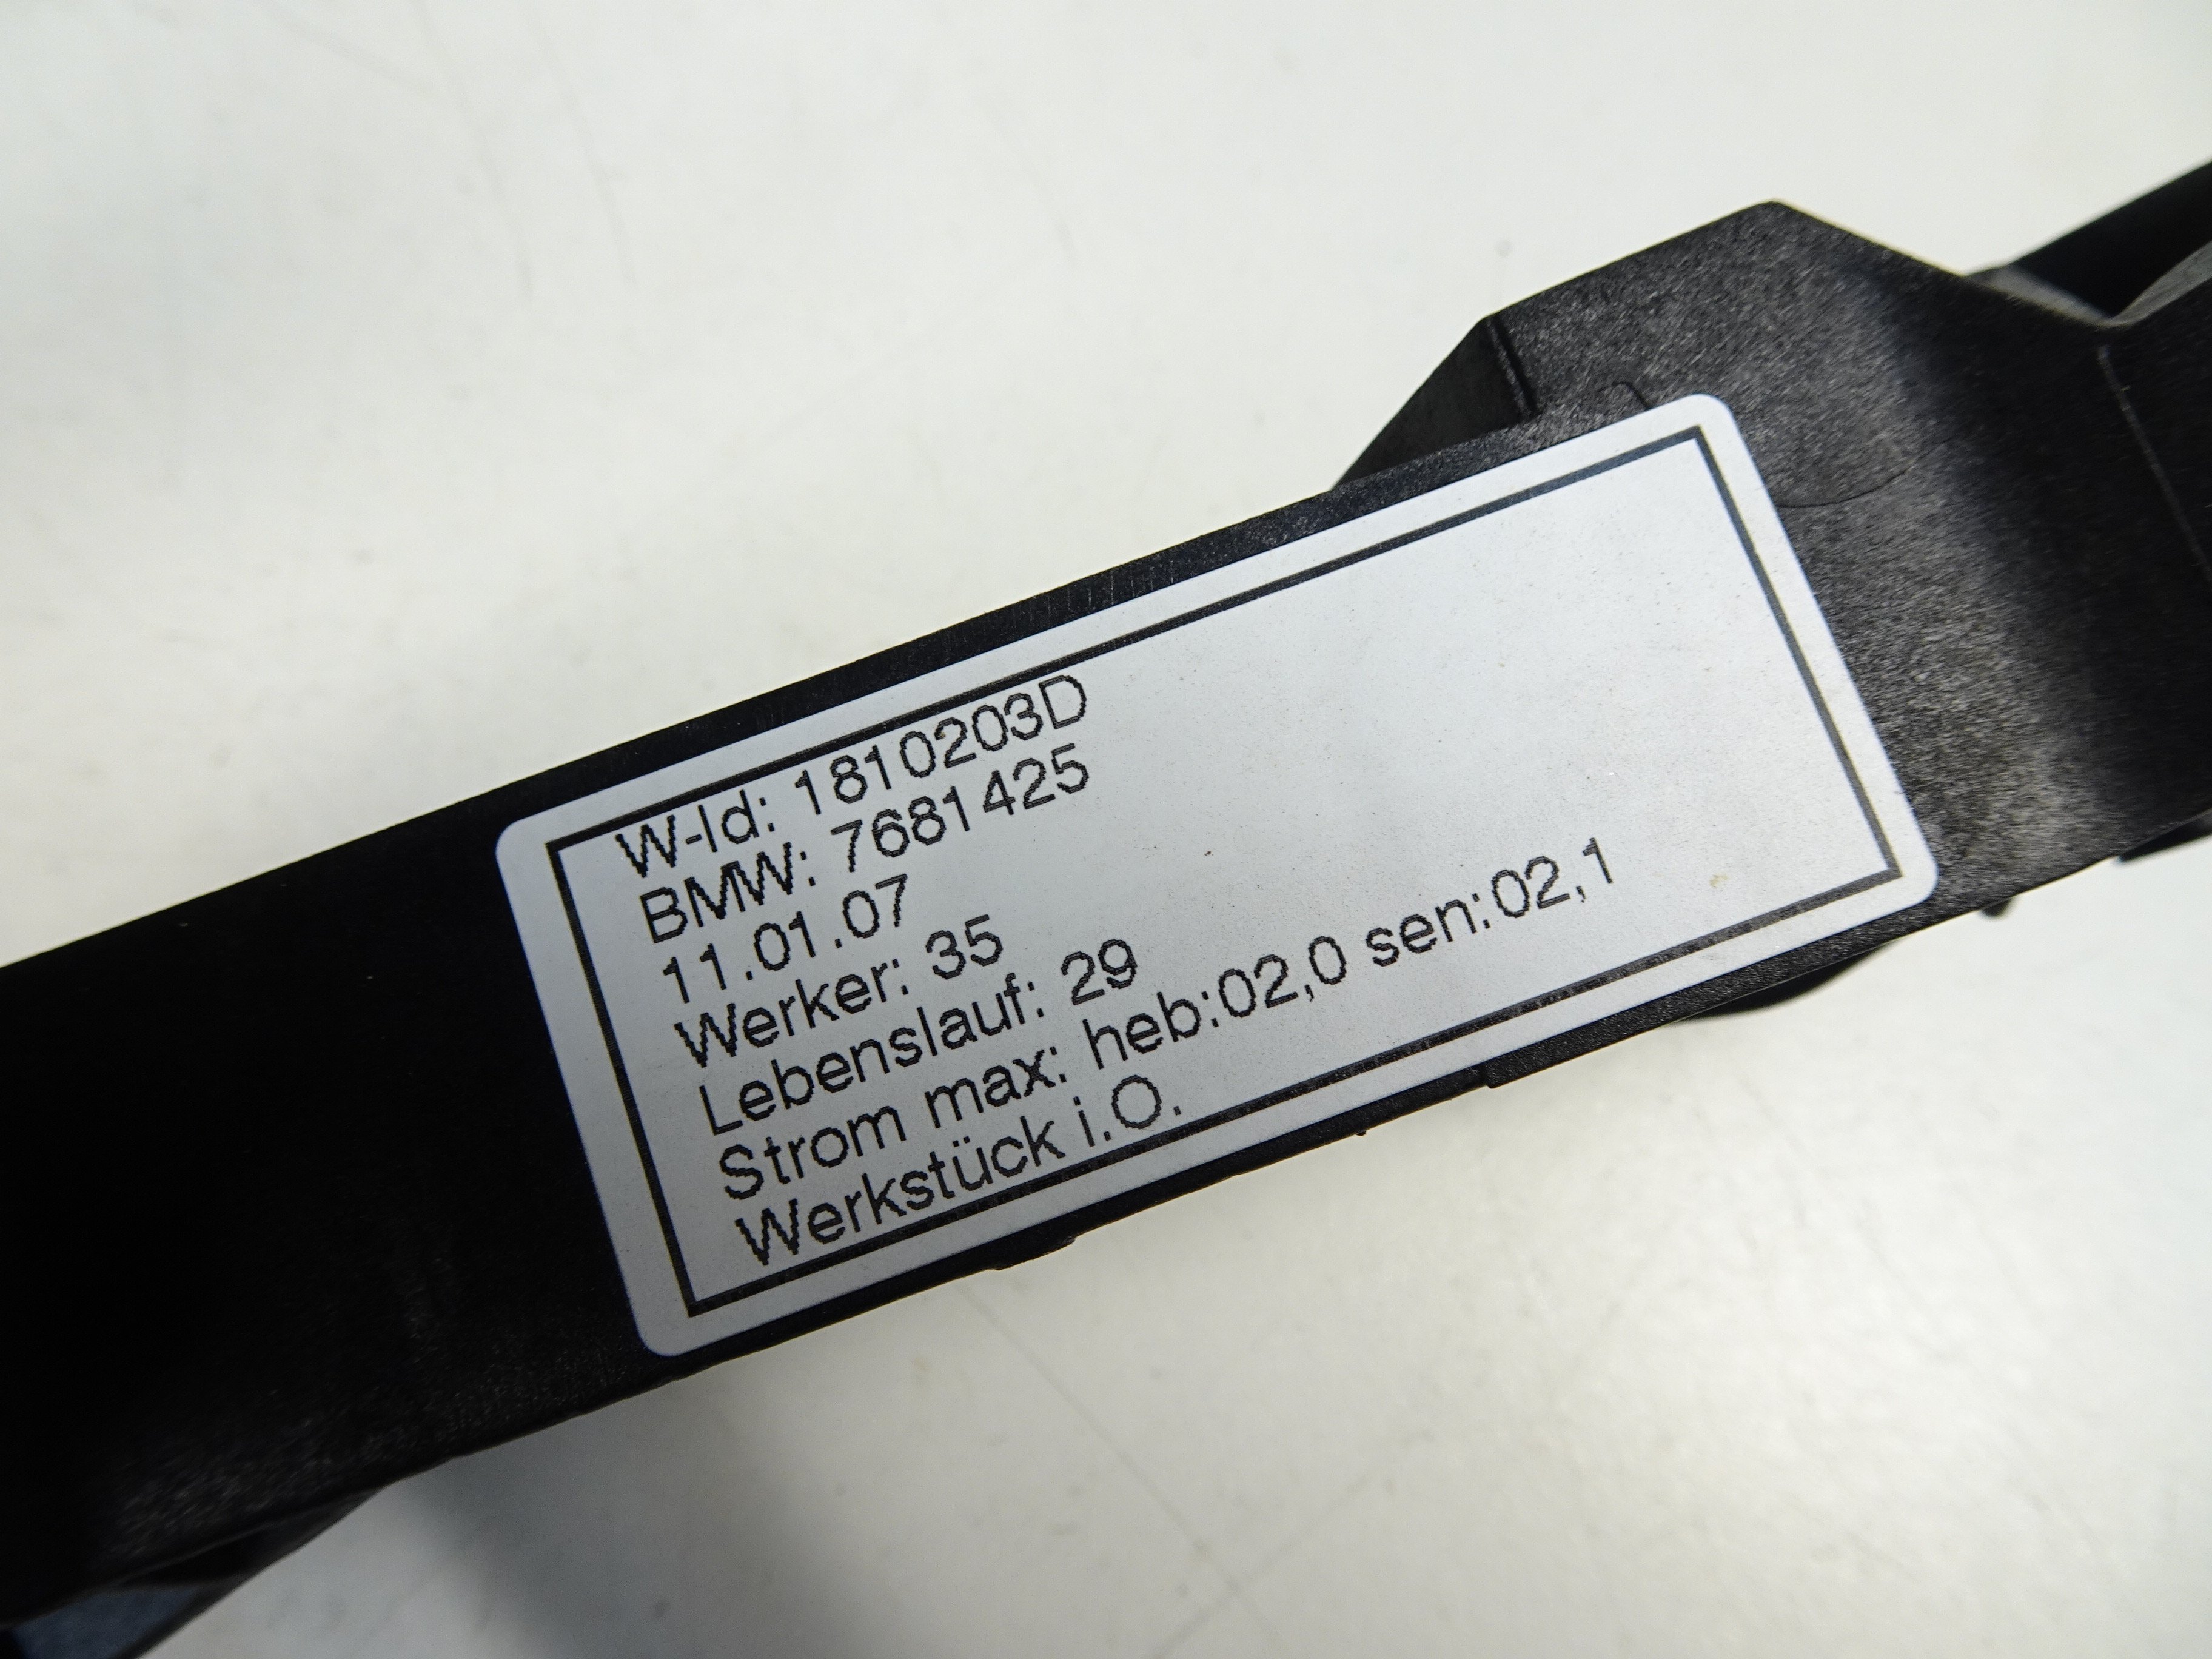 W-Id: 1810203D
BMW: 7681425
11.01.07
Werker: 35
Lebenslauf: 29
Strom max: heb:02,0 sen:02,1
Werkstück i.O.